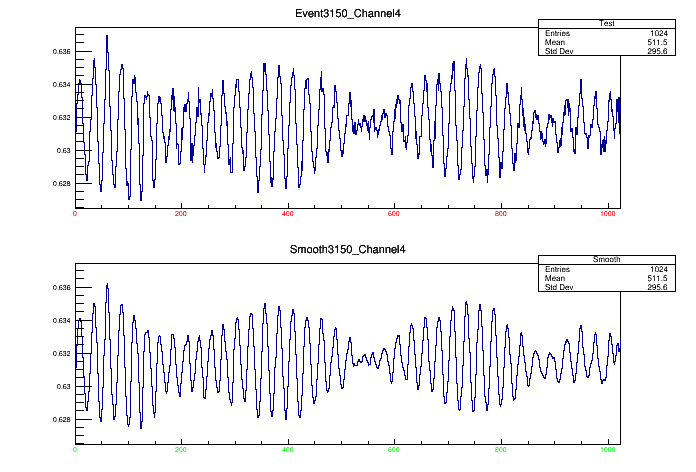 Event3150_Channel4
Test
Entries 1024
Mean 511.5
Std Dev 295.6
0.636
0.634
0.632
0.63
0.628
0 200 400 600 800 1000
Smooth3150_Channel4
Smooth
Entries 1024
Mean 511.5
Std Dev 295.6
0.636
0.634
0.632
0.63
0.628
0 200 400 600 800 1000